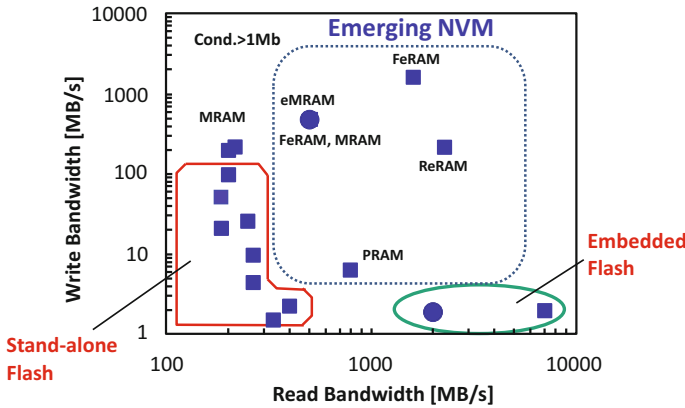 10000
1000
100
10
1
Write Bandwidth [MB/s]
Emerging NVM
Cond.>1Mb
FeRAM
eMRAM
MRAM
FeRAM, MRAM
ReRAM
PRAM
Embedded
Flash
Stand-alone
Flash
100
1000
10000
Read Bandwidth [MB/s]